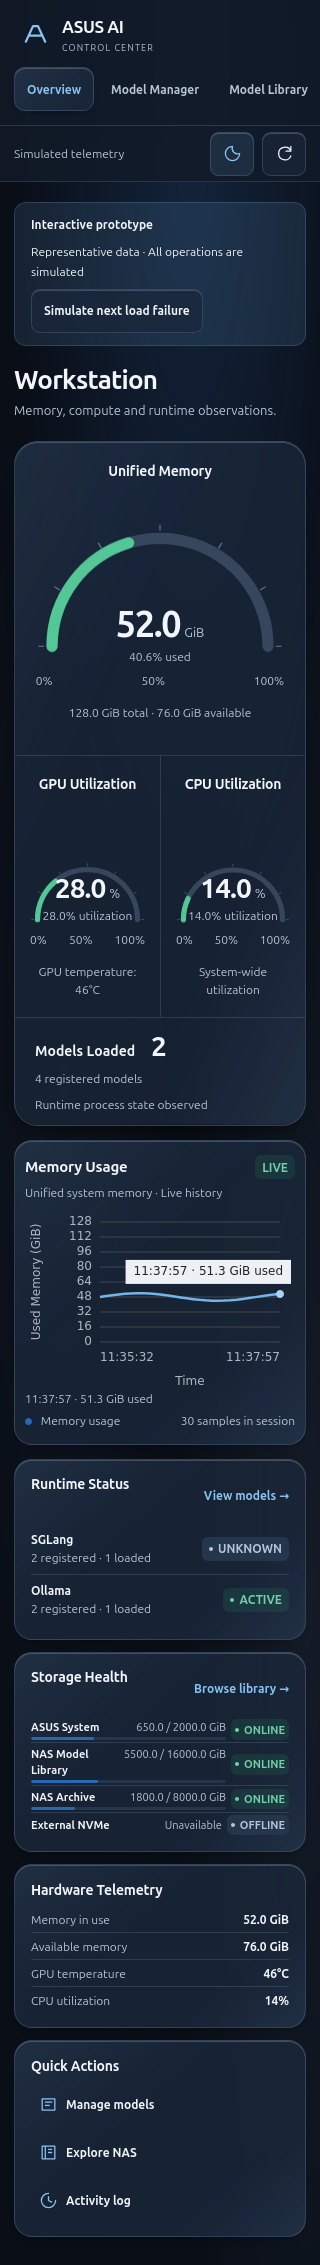 ASUS AI
CONTROL CENTER
Overview Model Manager Model Library
Simulated telemetry
Interactive prototype
Representative data · All operations are
simulated
Simulate next load failure
Workstation
Memory, compute and runtime observations.
Unified Memory
52.0 GiB
40.6% used
0% 50% 100%
128.0 GiB total · 76.0 GiB available
GPU Utilization
28.0 %
28.0% utilization
0% 50% 100%
GPU temperature:
46°C
CPU Utilization
14.0 %
14.0% utilization
0% 50% 100%
System-wide
utilization
Models Loaded 2
4 registered models
Runtime process state observed
Memory Usage LIVE
Unified system memory · Live history
Used Memory (GiB)
128
112
96
80
64
48
32
16
0
11:37:57 · 51.3 GiB used
11:35:32 11:37:57
Time
11:37:57 · 51.3 GiB used
Memory usage 30 samples in session
Runtime Status
View models →
SGLang
2 registered · 1 loaded
• UNKNOWN
Ollama
2 registered · 1 loaded
• ACTIVE
Storage Health
Browse library →
ASUS System 650.0 / 2000.0 GiB • ONLINE
NAS Model
Library
5500.0 / 16000.0 GiB • ONLINE
NAS Archive 1800.0 / 8000.0 GiB • ONLINE
External NVMe Unavailable • OFFLINE
Hardware Telemetry
Memory in use 52.0 GiB
Available memory 76.0 GiB
GPU temperature 46°C
CPU utilization 14%
Quick Actions
Manage models
Explore NAS
Activity log